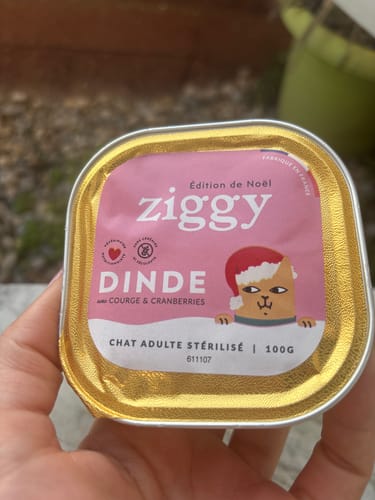 FABRIQUÉ EN FRANCE
Édition de Noël
ziggy
DINDE
AVEC COURGE & CRANBERRIES
CHAT ADULTE STÉRILISÉ | 100G
611107